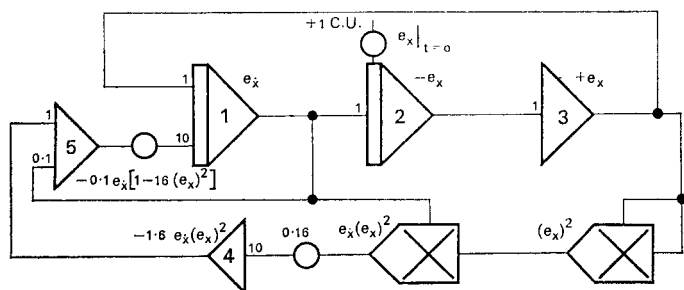 +1 C.U.
e_x|_{t=o}
1
e_ẋ
−e_x
+e_x
1
1
2
1
3
1
5
10
0·1
−0·1 e_ẋ[1−16 (e_x)²]
−1·6 e_ẋ(e_x)²
0·16
e_ẋ(e_x)²
(e_x)²
10
4